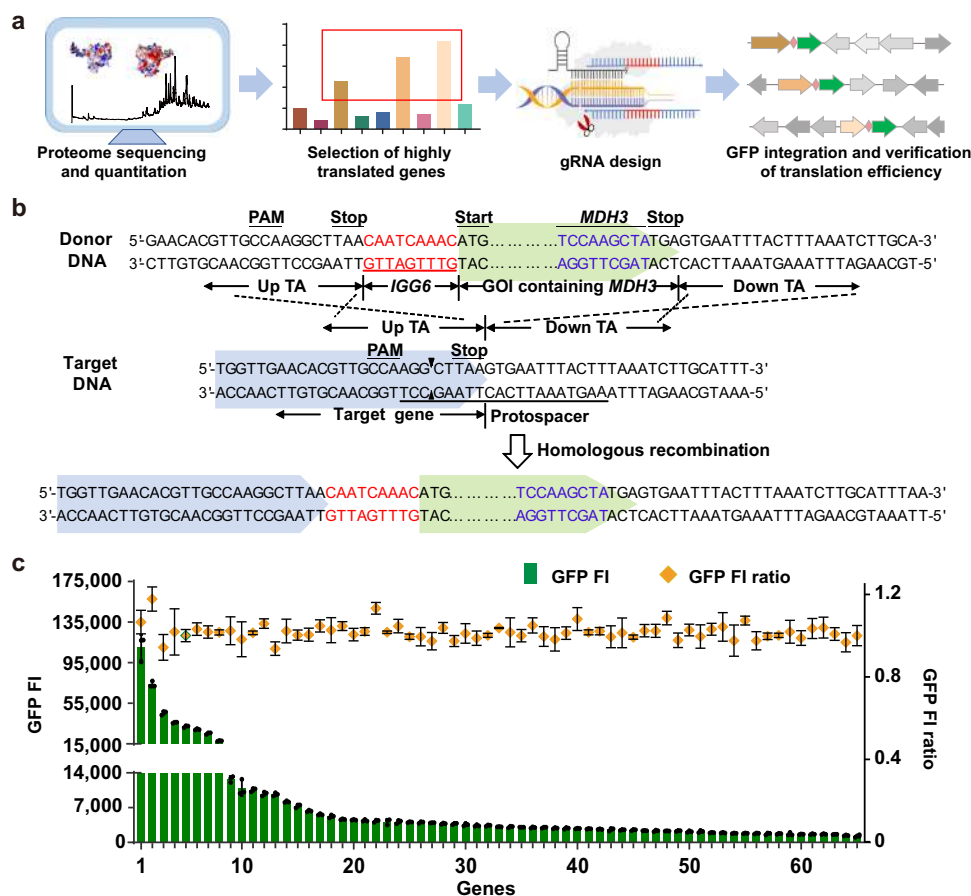 a
Proteome sequencing
and quantitation
Selection of highly
translated genes
gRNA design
GFP integration and verification
of translation efficiency
b
PAM Stop Start MDH3 Stop
Donor
DNA
5'-GAACACGTTGCCAAGGCTTAACAATCAAACATG…………TCCAAGCTATGAGTGAATTTACTTTAAATCTTGCA-3'
3'-CTTGTGCAACGGTTCCGAATTGTTAGTTTGTAC AGGTTCGATACTCACTTAAATGAAATTTAGAACGT-5'
Up TA IGG6 GOI containing MDH3 Down TA
Up TA Down TA
PAM Stop
Target
DNA
5'-TGGTTGAACACGTTGCCAAGGCTTAAGTGAATTTACTTTAAATCTTGCATTT-3'
3'-ACCAACTTGTGCAACGGTTCCGAATTCACTTAAATGAAATTTAGAACGTAAA-5'
Target gene Protospacer
Homologous recombination
5'-TGGTTGAACACGTTGCCAAGGCTTAACAATCAAACATG…………TCCAAGCTATGAGTGAATTTACTTTAAATCTTGCATTTAA-3'
3'-ACCAACTTGTGCAACGGTTCCGAATTGTTAGTTTGTAC…………AGGTTCGATACTCACTTAAATGAAATTTAGAACGTAAATT-5'
c
GFP FI GFP FI ratio
175,000
135,000
95,000
55,000
15,000
14,000
7,000
0
GFP FI
1.2
0.8
0.4
0
GFP FI ratio
1 10 20 30 40 50 60
Genes